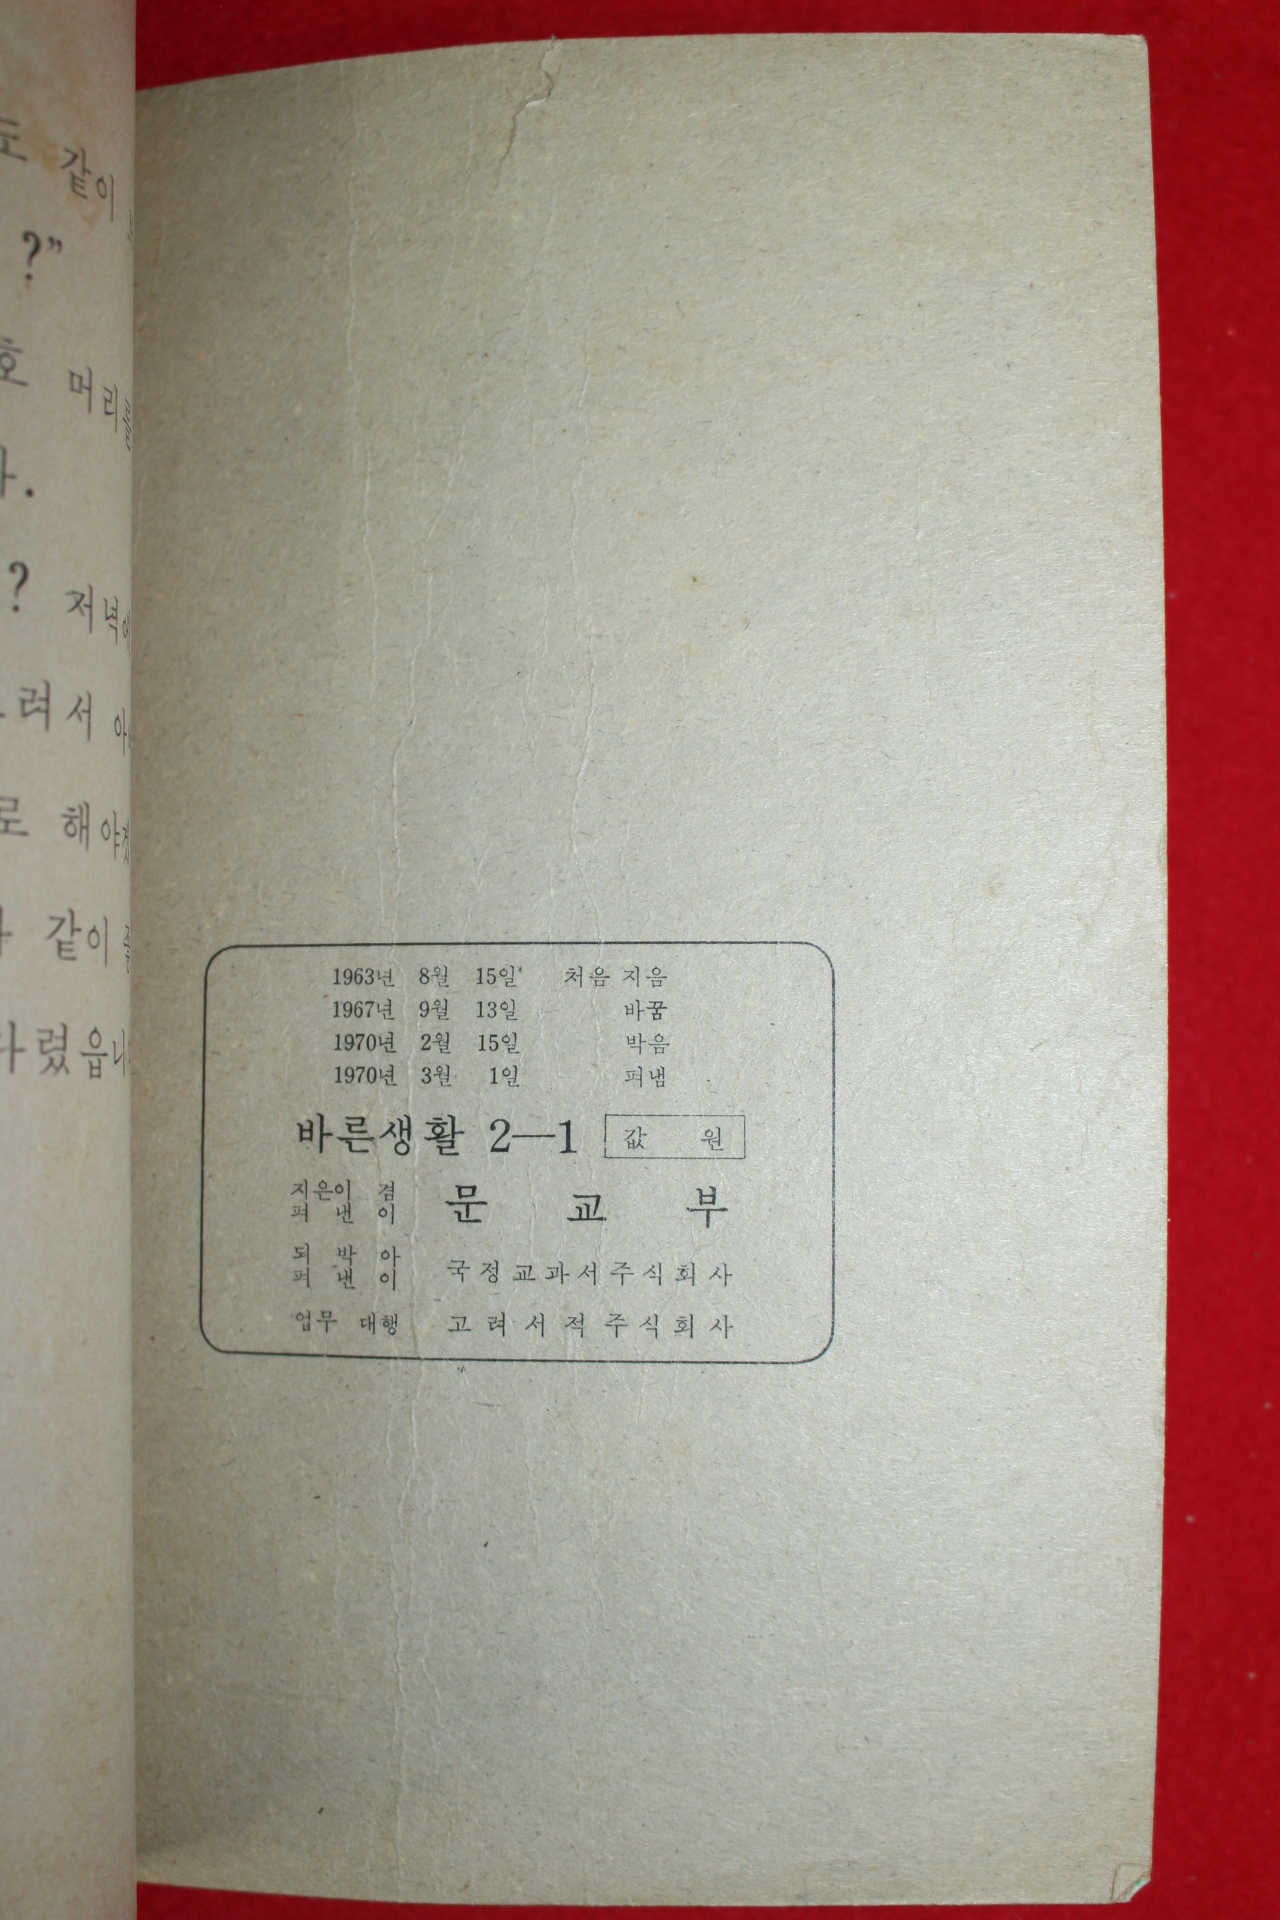 도 같이
?”
호 머리
다.
? 저녁에
려서
로 해야겠
같이
다렸읍니
1963년 8월 15일 처음 지음
1967년 9월 13일 바꿈
1970년 2월 15일 박음
1970년 3월 1일 펴냄
바른생활 2—1 값 원
지은이 겸
펴 낸 이 문 교 부
되 박 아
펴 낸 이 국정교과서주식회사
업무 대행 고려서적주식회사